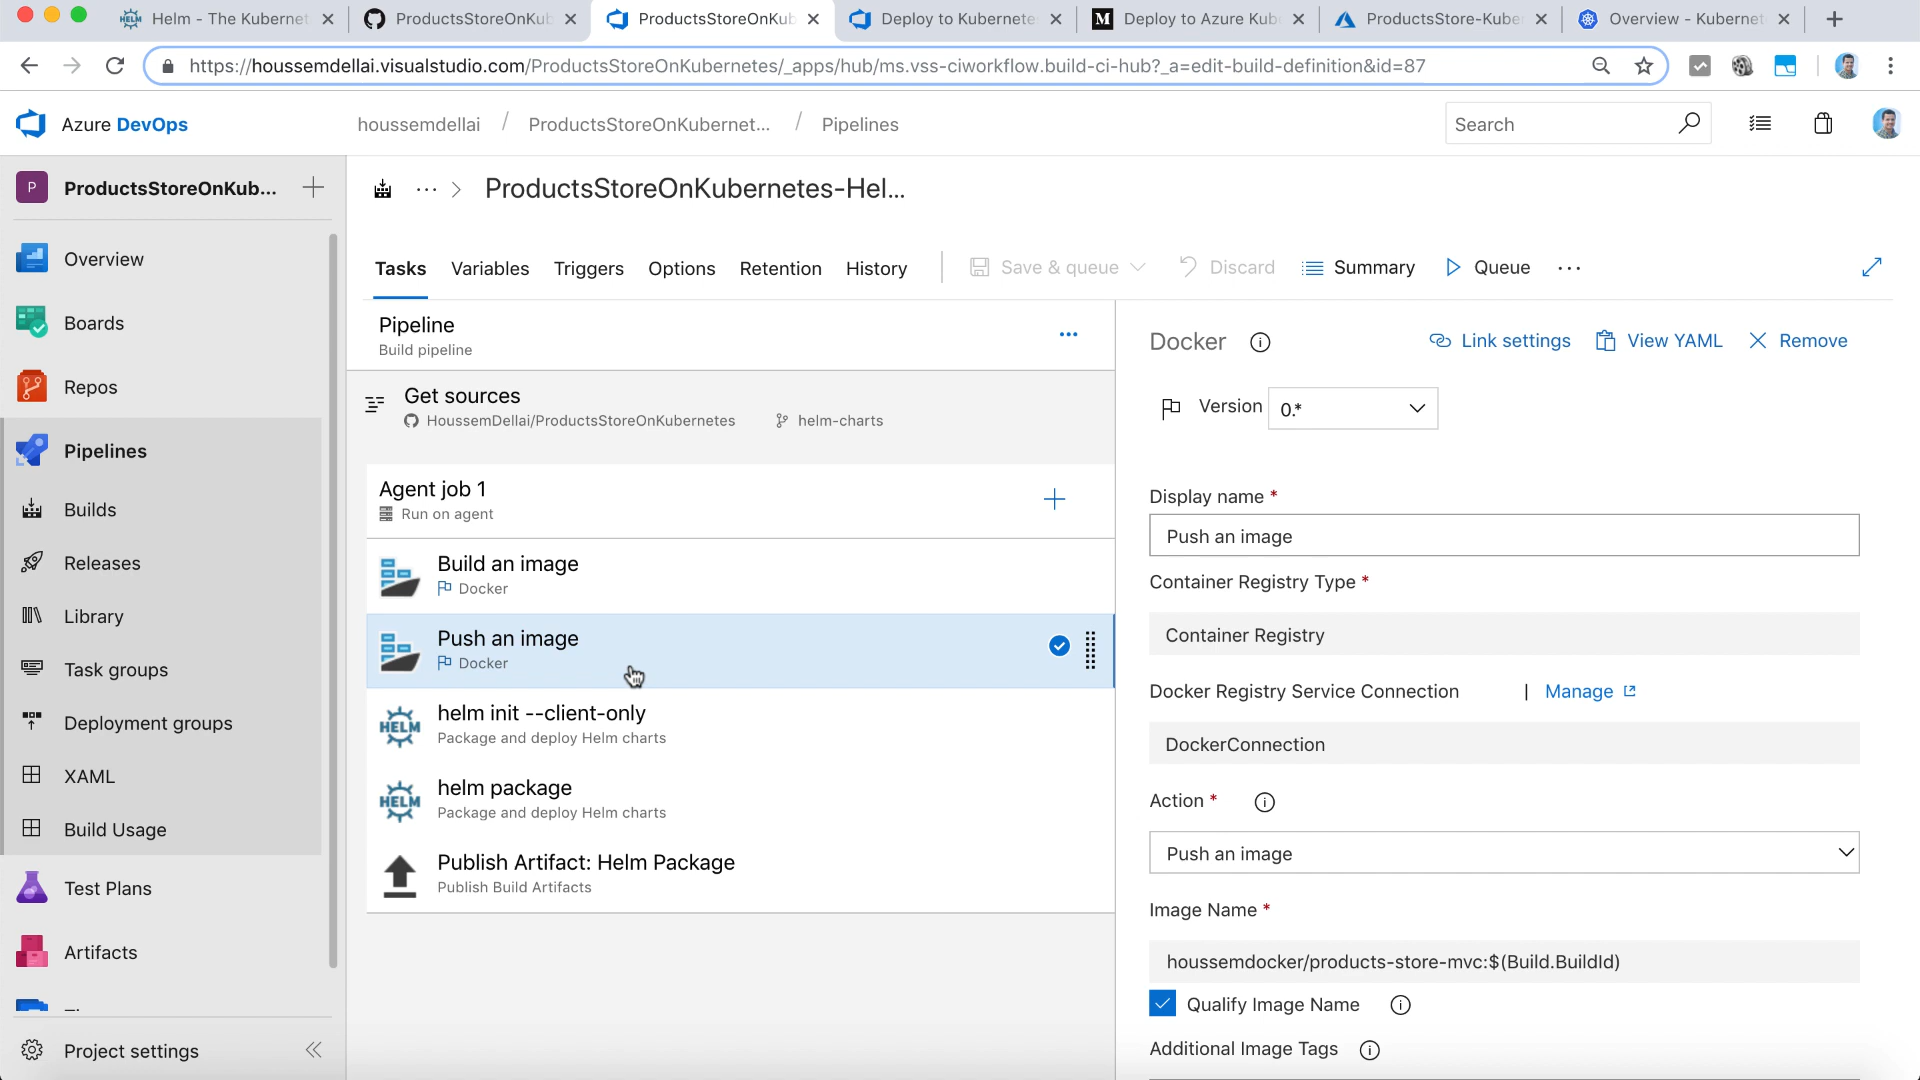 Helm - The Kubernet
ProductsStoreOnKub
ProductsStoreOnKub
Deploy to Kubernete
Deploy to Azure Kub
ProductsStore-Kube
Overview - Kubernet
https://houssemdellai.visualstudio.com/ProductsStoreOnKubernetes/_apps/hub/ms.vss-ciworkflow.build-ci-hub?_a=edit-build-definition&id=87
Azure DevOps
houssemdellai / ProductsStoreOnKubernet... / Pipelines
Search
P
ProductsStoreOnKub...
Overview
Boards
Repos
Pipelines
Builds
Releases
Library
Task groups
Deployment groups
XAML
Build Usage
Test Plans
Artifacts
Project settings
ProductsStoreOnKubernetes-Hel...
Tasks
Variables
Triggers
Options
Retention
History
Save & queue
Discard
Summary
Queue
Pipeline
Build pipeline
Get sources
HoussemDellai/ProductsStoreOnKubernetes
helm-charts
Agent job 1
Run on agent
Build an image
Docker
Push an image
Docker
HELM
helm init --client-only
Package and deploy Helm charts
HELM
helm package
Package and deploy Helm charts
Publish Artifact: Helm Package
Publish Build Artifacts
Docker
Link settings
View YAML
Remove
Version
0.*
Display name *
Push an image
Container Registry Type *
Container Registry
Docker Registry Service Connection | Manage
DockerConnection
Action *
Push an image
Image Name *
houssemdocker/products-store-mvc:$(Build.BuildId)
Qualify Image Name
Additional Image Tags